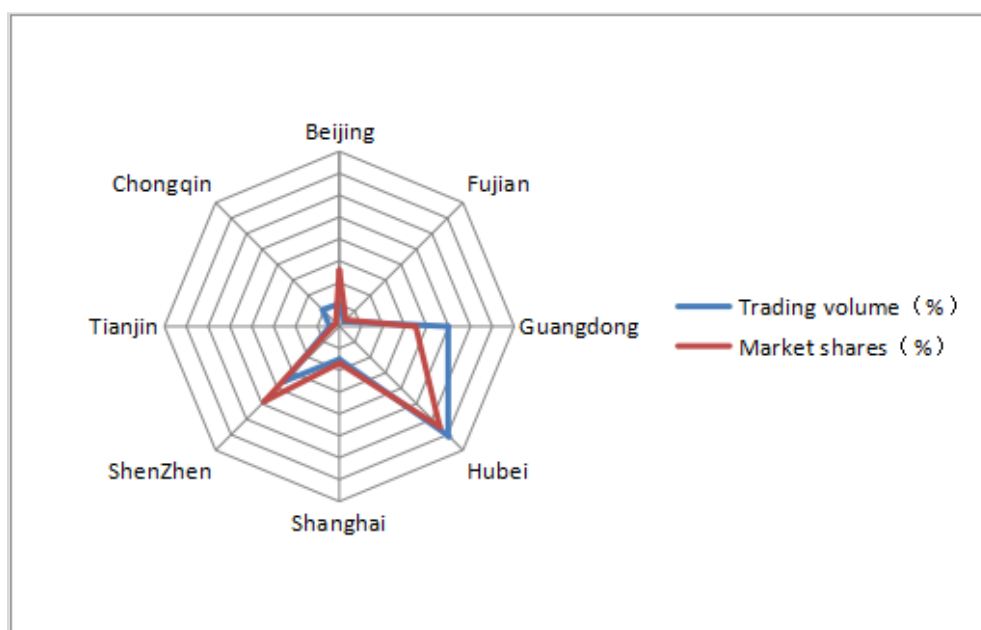 Beijing
Chongqin
Fujian
Tianjin
Guangdong
ShenZhen
Hubei
Shanghai
Trading volume（%）
Market shares（%）